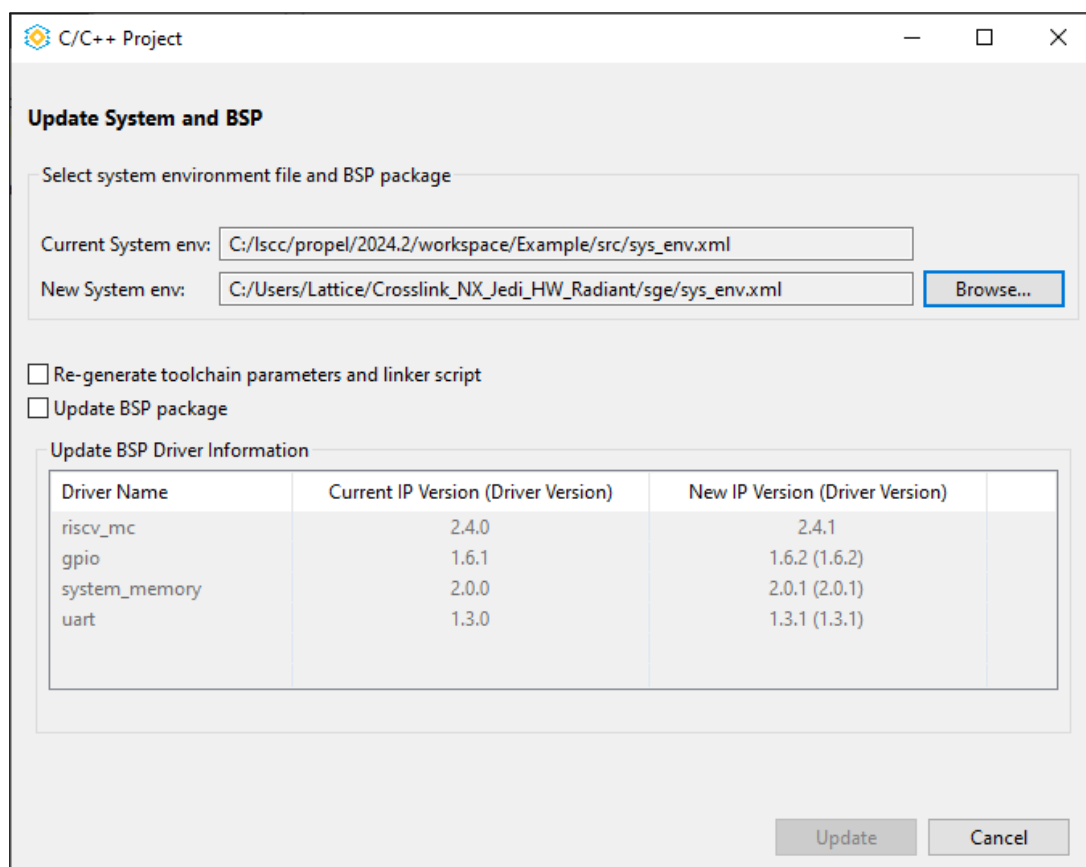 C/C++ Project
Update System and BSP
Select system environment file and BSP package
Current System env: C:/lscc/propel/2024.2/workspace/Example/src/sys_env.xml
New System env: C:/Users/Lattice/Crosslink_NX_Jedi_HW_Radiant/sge/sys_env.xml Browse...
Re-generate toolchain parameters and linker script
Update BSP package
Update BSP Driver Information
Driver Name Current IP Version (Driver Version) New IP Version (Driver Version)
riscv_mc 2.4.0 2.4.1
gpio 1.6.1 1.6.2 (1.6.2)
system_memory 2.0.0 2.0.1 (2.0.1)
uart 1.3.0 1.3.1 (1.3.1)
Update Cancel